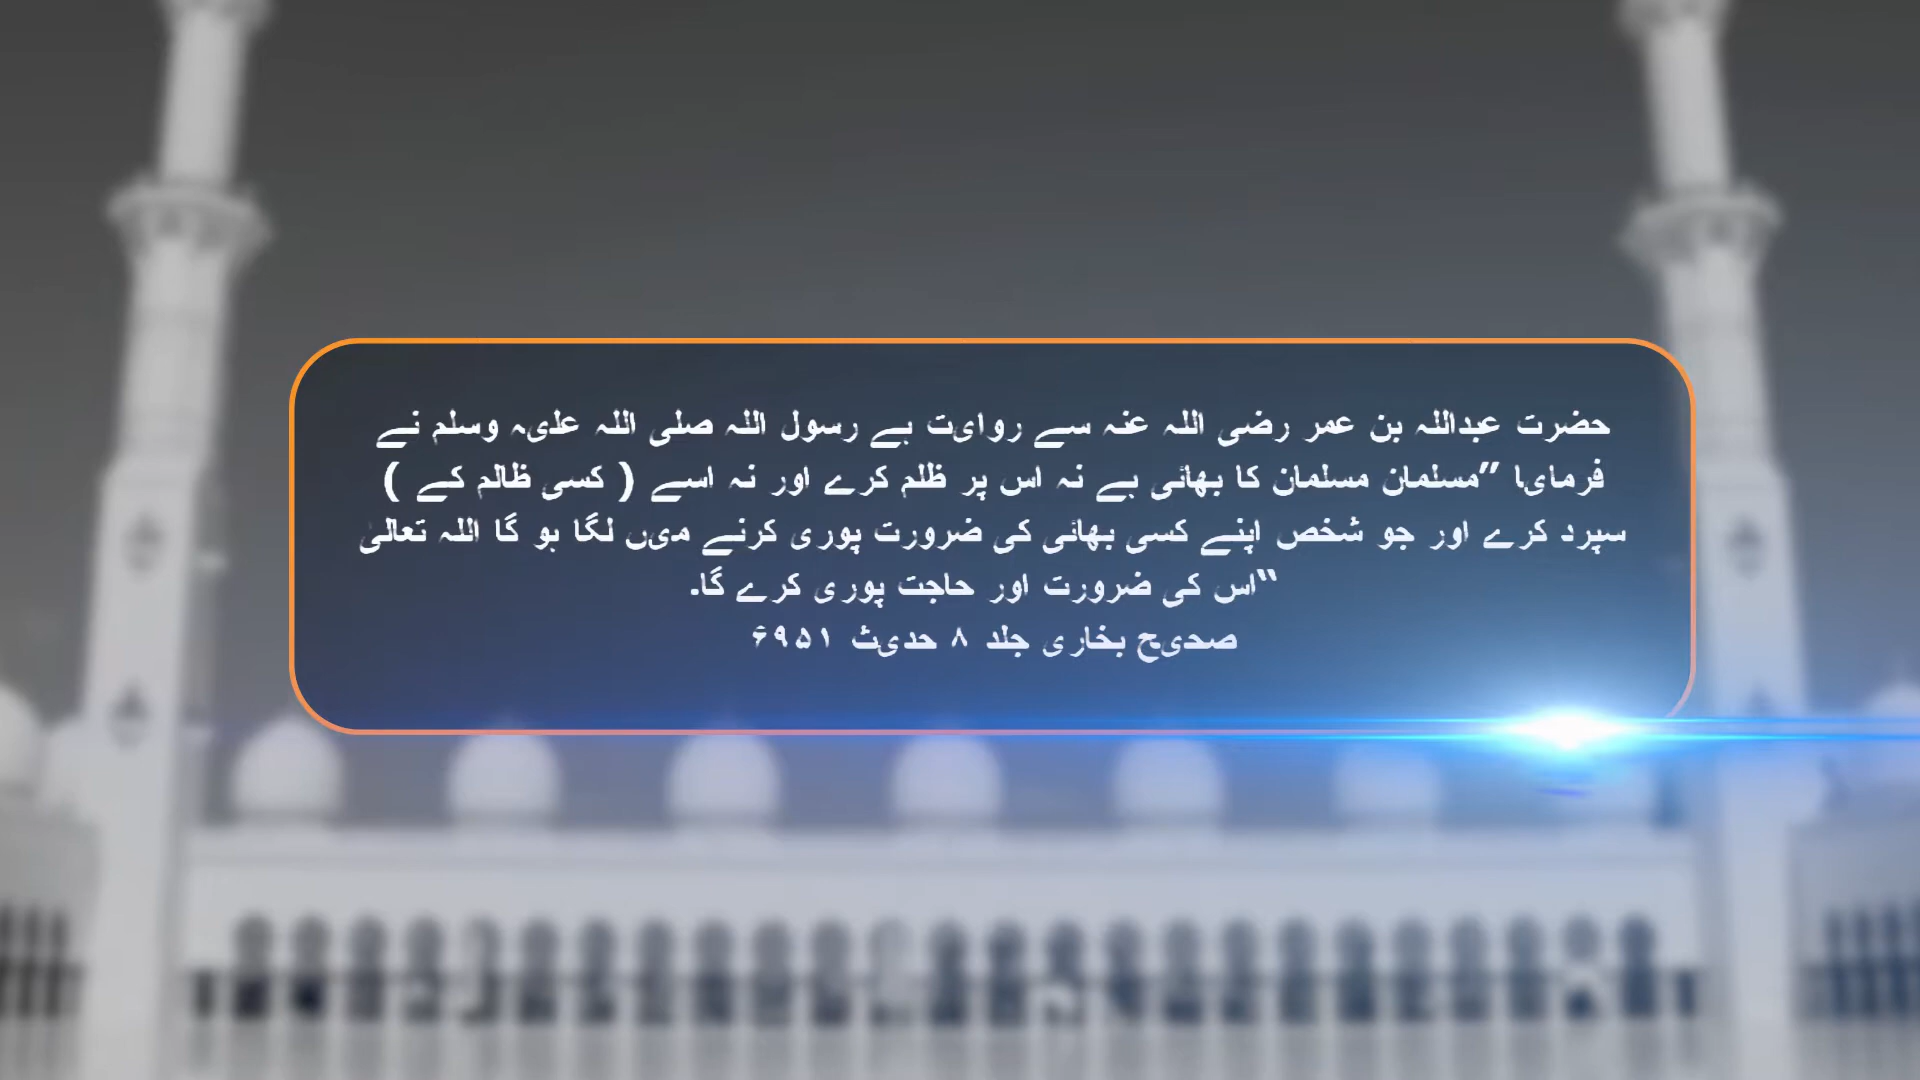 حضرت عبداللہ بن عمر رضی اللہ عنہ سے روایت ہے رسول اللہ صلی اللہ علیہ وسلم نے
فرمایا ”مسلمان مسلمان کا بھائی ہے نہ اس پر ظلم کرے اور نہ اسے ( کسی ظالم کے )
سپرد کرے اور جو شخص اپنے کسی بھائی کی ضرورت پوری کرنے میں لگا ہو گا اللہ تعالیٰ
“اس کی ضرورت اور حاجت پوری کرے گا۔
صحیح بخاری جلد ۸ حدیث ۶۹۵۱